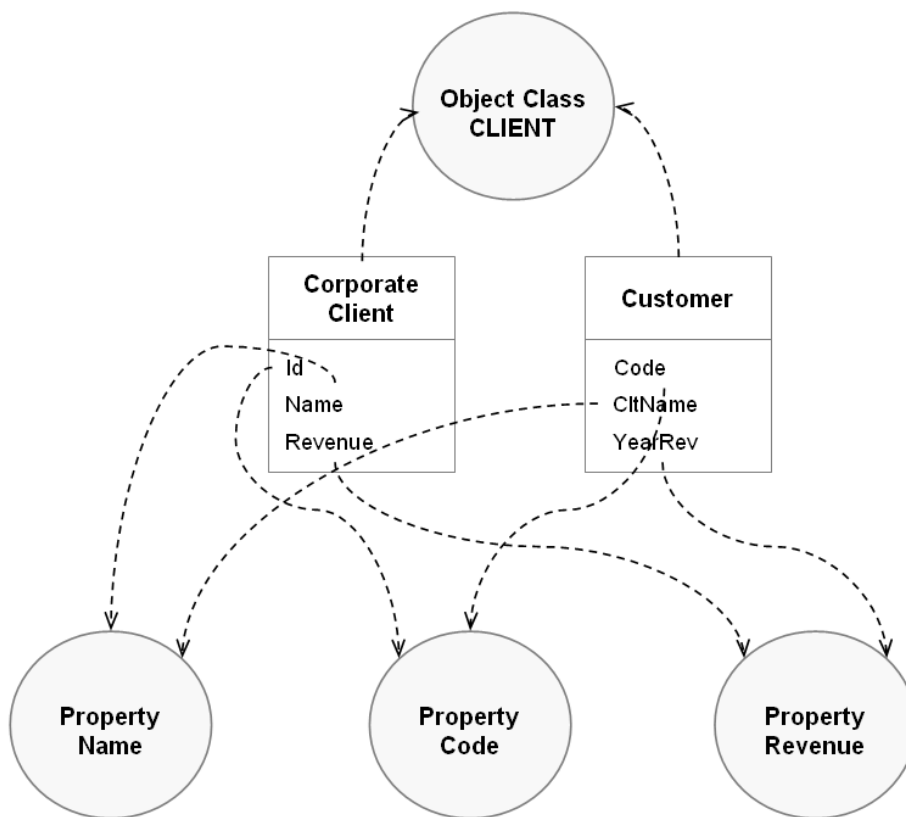 Object Class
CLIENT
Corporate
Client
Id
Name
Revenue
Customer
Code
CltName
YearRev
Property
Name
Property
Code
Property
Revenue